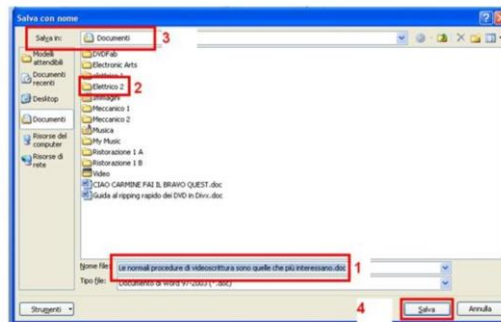 Salva con nome
Salva in:
Documenti
3
Modelli attendibili
Documenti recenti
Desktop
Documenti
Risorse del computer
Risorse di rete
DVDFab
Electronic Arts
Elettrico 2
2
Immagini
Meccanico 1
Meccanico 2
Musica
My Music
Ristorazione 1 A
Ristorazione 1 B
Video
CIAO CARMINE FAI IL BRAVO QUEST.doc
Guida al ripping rapido dei DVD in Divx.doc
Nome file:
Le normali procedure di videoscrittura sono quelle che più interessano.doc
1
Tipo file:
Documento di Word 97-2003 (*.doc)
Strumenti
4
Salva
Annulla